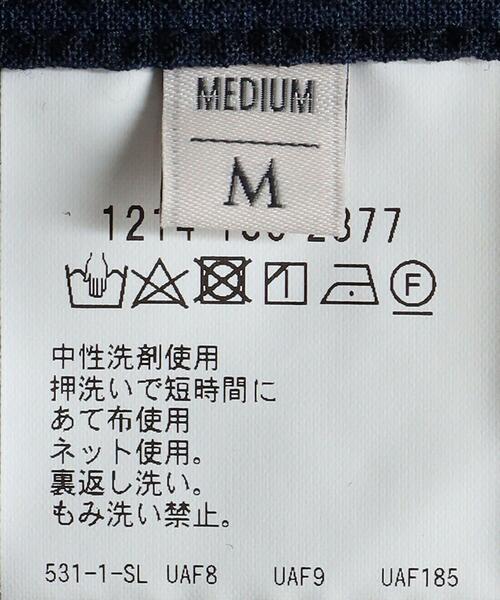 MEDIUM
M
2377
F
中性洗剤使用
押洗いで短時間に
あて布使用
ネット使用。
裏返し洗い。
もみ洗い禁止。
531-1-SL UAF8 UAF9 UAF185